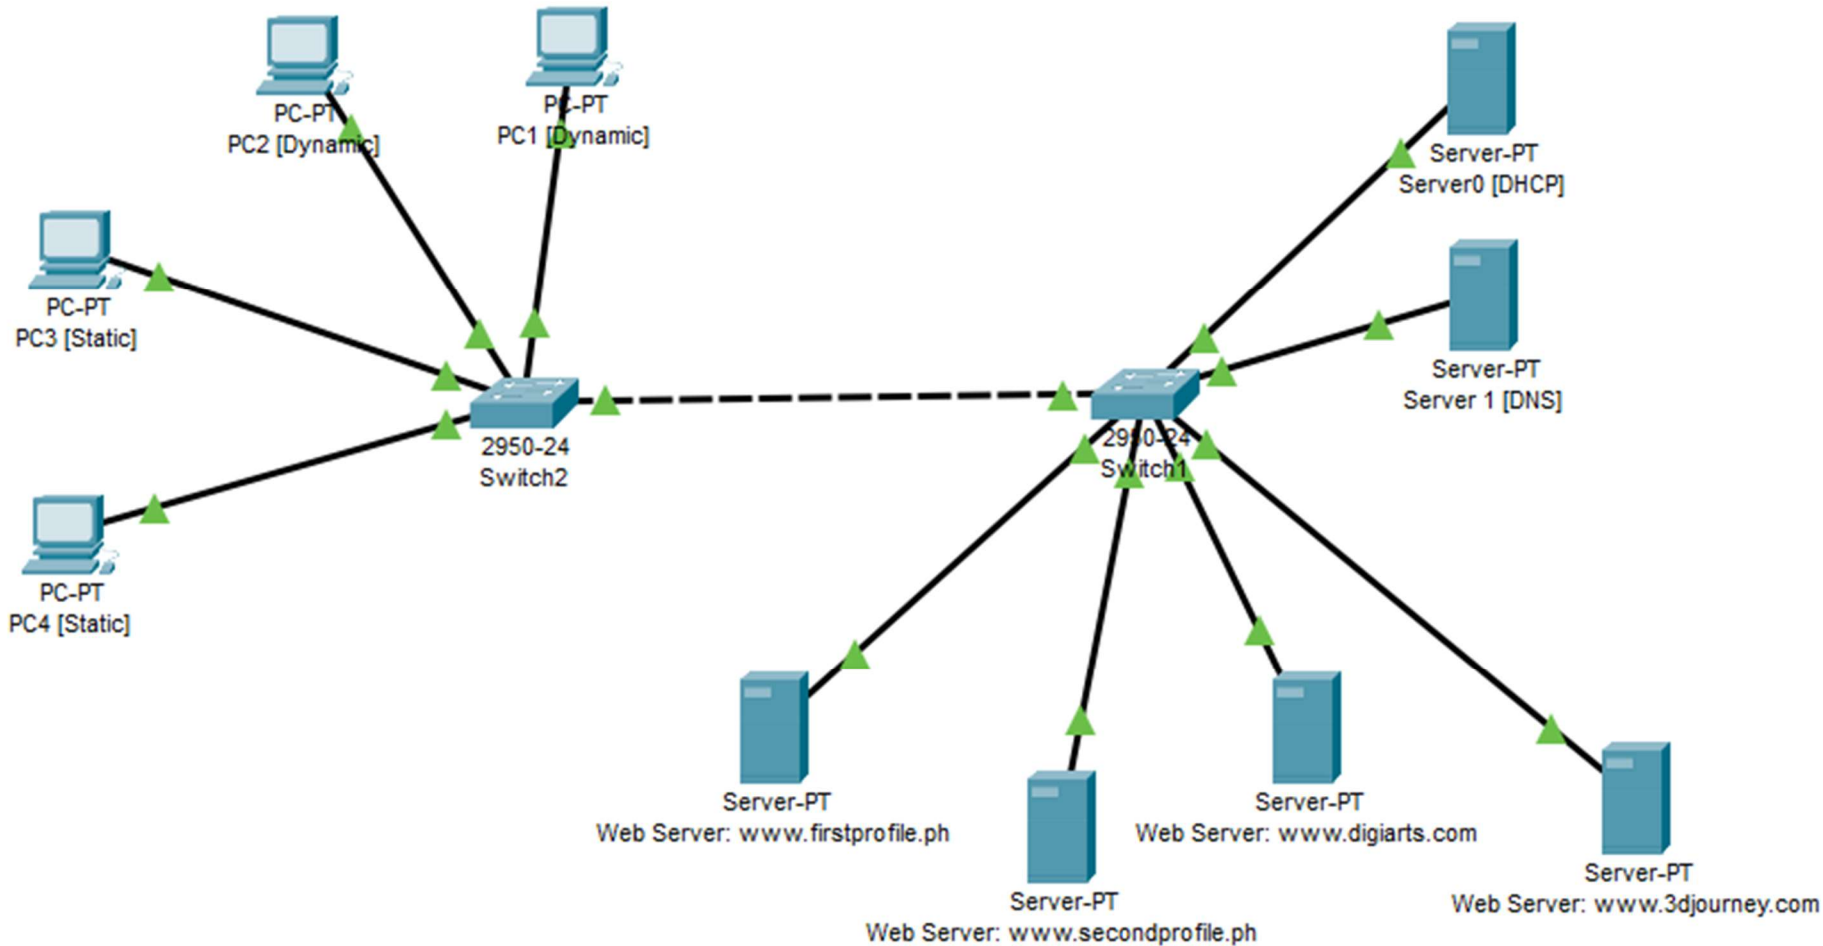 PC-PT
PC2 [Dynamic]
PC-PT
PC1 [Dynamic]
Server-PT
Server0 [DHCP]
PC-PT
PC3 [Static]
Server-PT
Server 1 [DNS]
2950-24
Switch2
2950-24
Switch1
PC-PT
PC4 [Static]
Server-PT
Web Server: www.firstprofile.ph
Server-PT
Web Server: www.digiarts.com
Server-PT
Web Server: www.secondprofile.ph
Server-PT
Web Server: www.3djourney.com